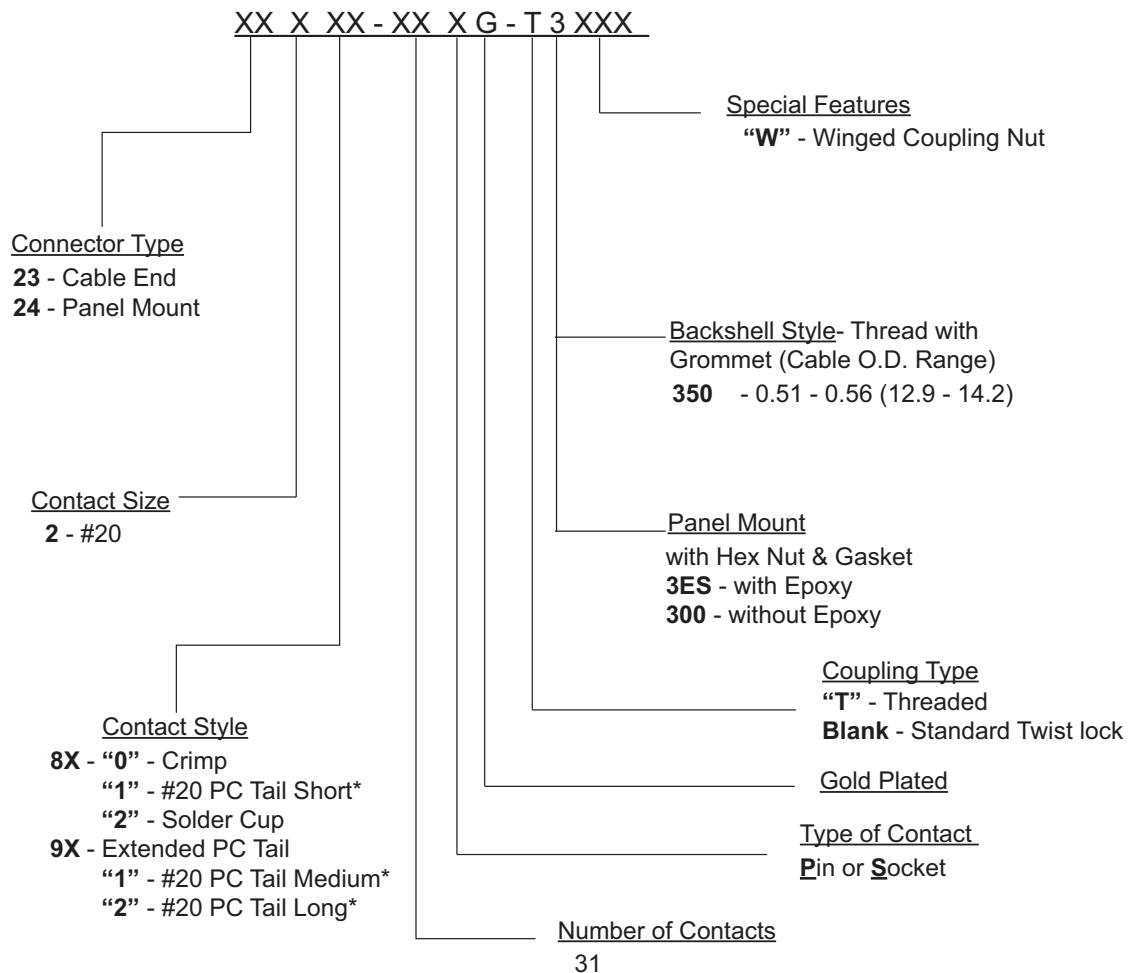 XX X XX - XX X G - T 3 XXX
Special Features
“W” - Winged Coupling Nut
Connector Type
23 - Cable End
24 - Panel Mount
Backshell Style- Thread with
Grommet (Cable O.D. Range)
350 - 0.51 - 0.56 (12.9 - 14.2)
Contact Size
2 - #20
Panel Mount
with Hex Nut & Gasket
3ES - with Epoxy
300 - without Epoxy
Coupling Type
“T” - Threaded
Blank - Standard Twist lock
Contact Style
8X - “0” - Crimp
“1” - #20 PC Tail Short*
“2” - Solder Cup
9X - Extended PC Tail
“1” - #20 PC Tail Medium*
“2” - #20 PC Tail Long*
Gold Plated
Type of Contact
Pin or Socket
Number of Contacts
31